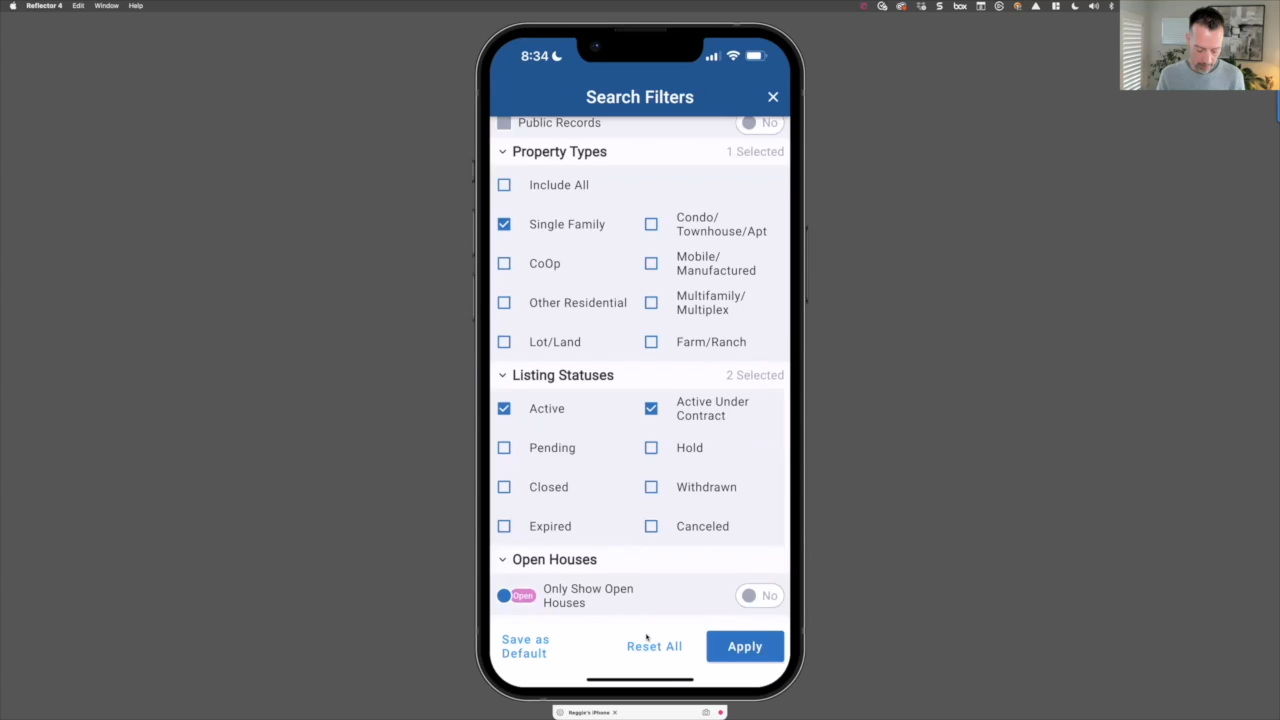 Reflector 4 Edit Window Help
box
8:34
Search Filters
Public Records No
Property Types 1 Selected
Include All
Single Family
Condo/
Townhouse/Apt
CoOp
Mobile/
Manufactured
Other Residential
Multifamily/
Multiplex
Lot/Land
Farm/Ranch
Listing Statuses 2 Selected
Active
Active Under
Contract
Pending
Hold
Closed
Withdrawn
Expired
Canceled
Open Houses
Open
Only Show Open
Houses
No
Save as
Default
Reset All
Apply
Reggie's iPhone